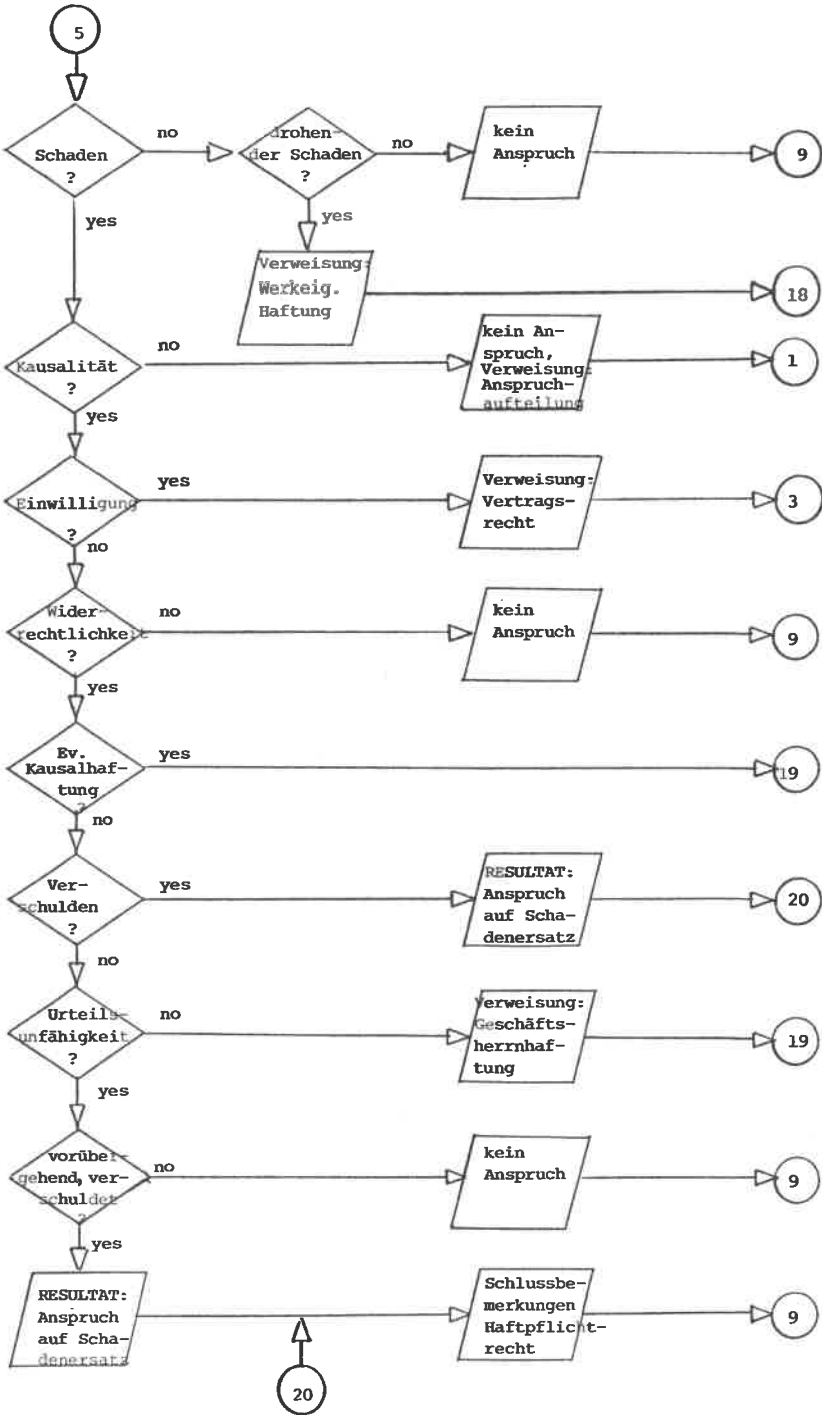 5
Schaden
?
no
drohen-
der Schaden
?
no
kein
Anspruch
9
yes
yes
Verweisung:
Werkeig.
Haftung
18
Kausalität
?
no
kein An-
spruch,
Verweisung:
Anspruch-
aufteilung
1
yes
Einwilligung
?
yes
Verweisung:
Vertrags-
recht
3
no
Wider-
rechtlichkeit
?
no
kein
Anspruch
9
yes
Ev.
Kausalhaf-
tung
?
yes
19
no
Ver-
schulden
?
yes
RESULTAT:
Anspruch
auf Scha-
denersatz
20
no
Urteils-
unfähigkeit
?
no
Verweisung:
Geschäfts-
herrnhaf-
tung
19
yes
vorüber-
gehend, ver-
schuldet
?
no
kein
Anspruch
9
yes
RESULTAT:
Anspruch
auf Scha-
denersatz
Schlussbe-
merkungen
Haftpflicht-
recht
9
20